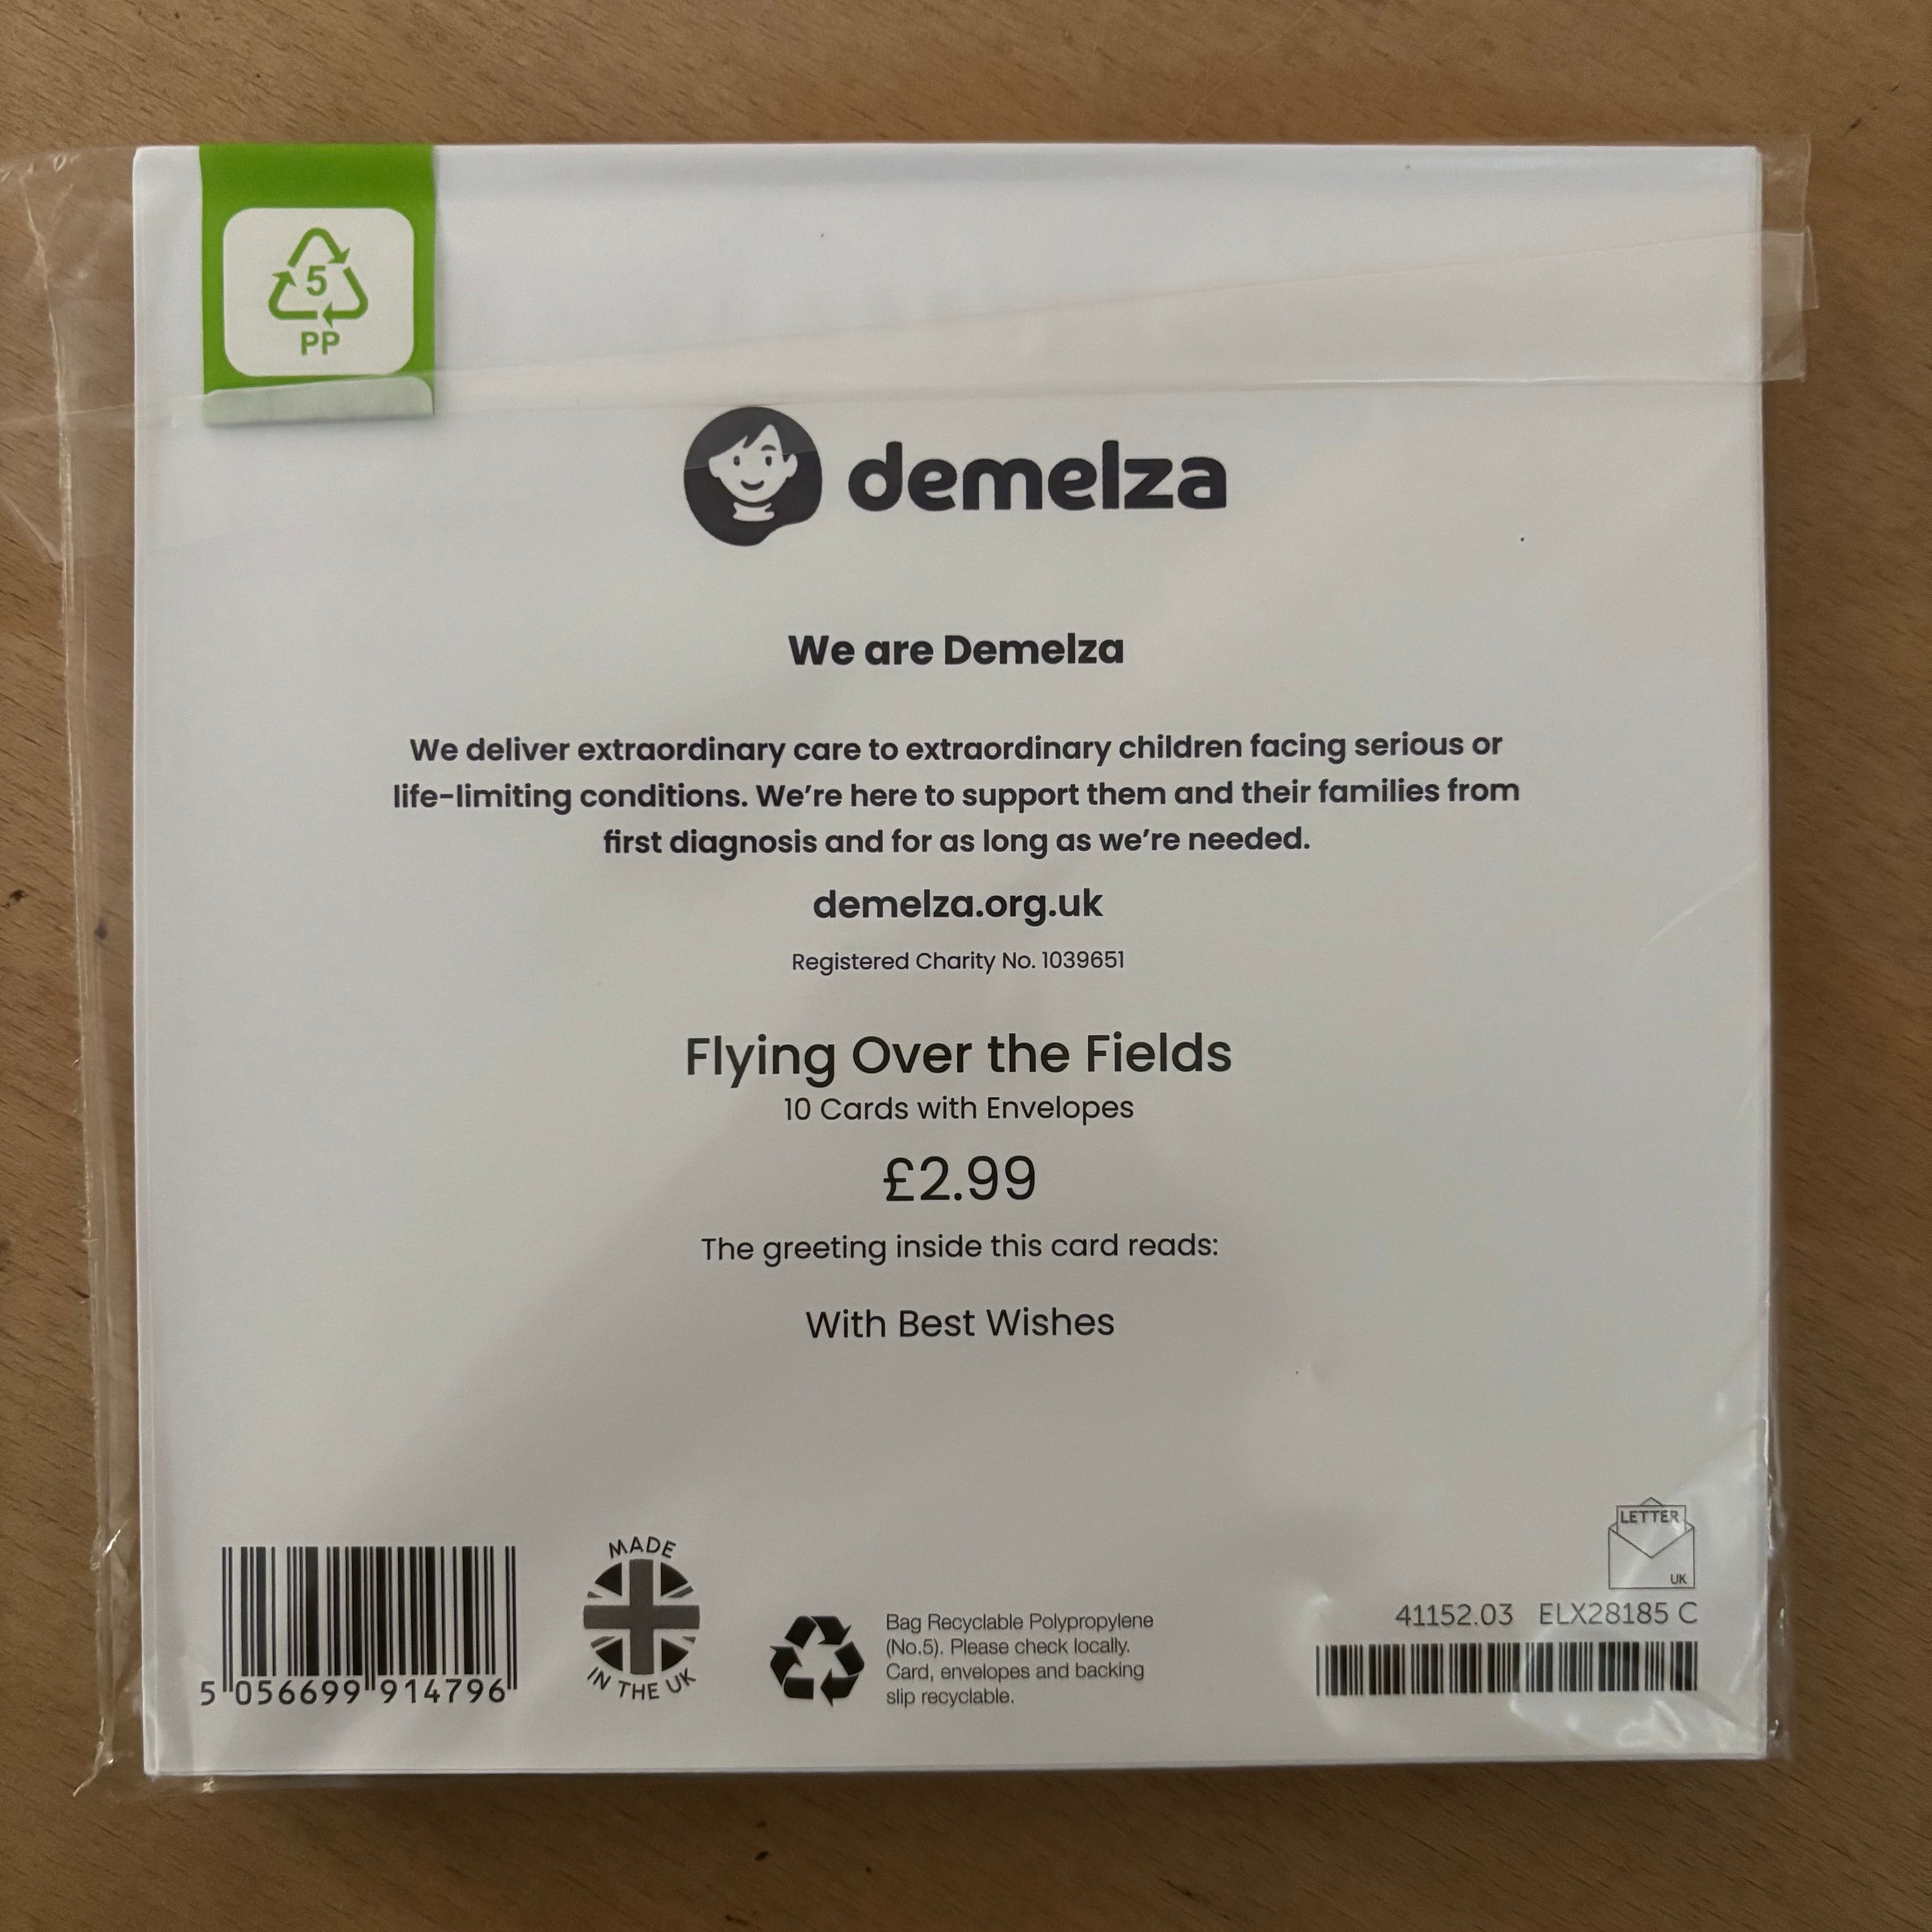 5
PP
demelza
We are Demelza
We deliver extraordinary care to extraordinary children facing serious or
life-limiting conditions. We’re here to support them and their families from
first diagnosis and for as long as we’re needed.
demelza.org.uk
Registered Charity No. 1039651
Flying Over the Fields
10 Cards with Envelopes
£2.99
The greeting inside this card reads:
With Best Wishes
5 056699 914796
MADE
IN THE UK
Bag Recyclable Polypropylene
(No.5). Please check locally.
Card, envelopes and backing
slip recyclable.
LETTER
UK
41152.03 ELX28185 C